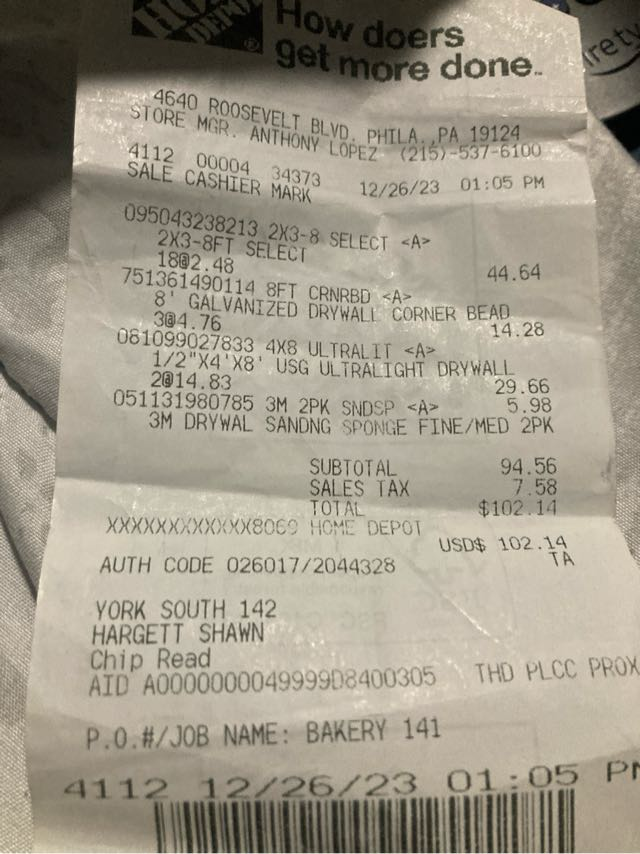 How doers
get more done.™
4640 ROOSEVELT BLVD. PHILA.,PA 19124
STORE MGR. ANTHONY LOPEZ (215)-537-6100
4112 00004 34373 12/26/23 01:05 PM
SALE CASHIER MARK
095043238213 2X3-8 SELECT <A>
2X3-8FT SELECT
18@2.48 44.64
751361490114 8FT CRNRBD <A>
8' GALVANIZED DRYWALL CORNER BEAD
3@4.76 14.28
081099027833 4X8 ULTRALIT <A>
1/2"X4'X8' USG ULTRALIGHT DRYWALL
2@14.83 29.66
051131980785 3M 2PK SNDSP <A> 5.98
3M DRYWAL SANDNG SPONGE FINE/MED 2PK
SUBTOTAL 94.56
SALES TAX 7.58
TOTAL $102.14
XXXXXXXXXXXX8069 HOME DEPOT
USD$ 102.14
TA
AUTH CODE 026017/2044328
YORK SOUTH 142
HARGETT SHAWN
Chip Read
AID A0000000049999D8400305 THD PLCC PROX
P.O.#/JOB NAME: BAKERY 141
4112 12/26/23 01:05 PM